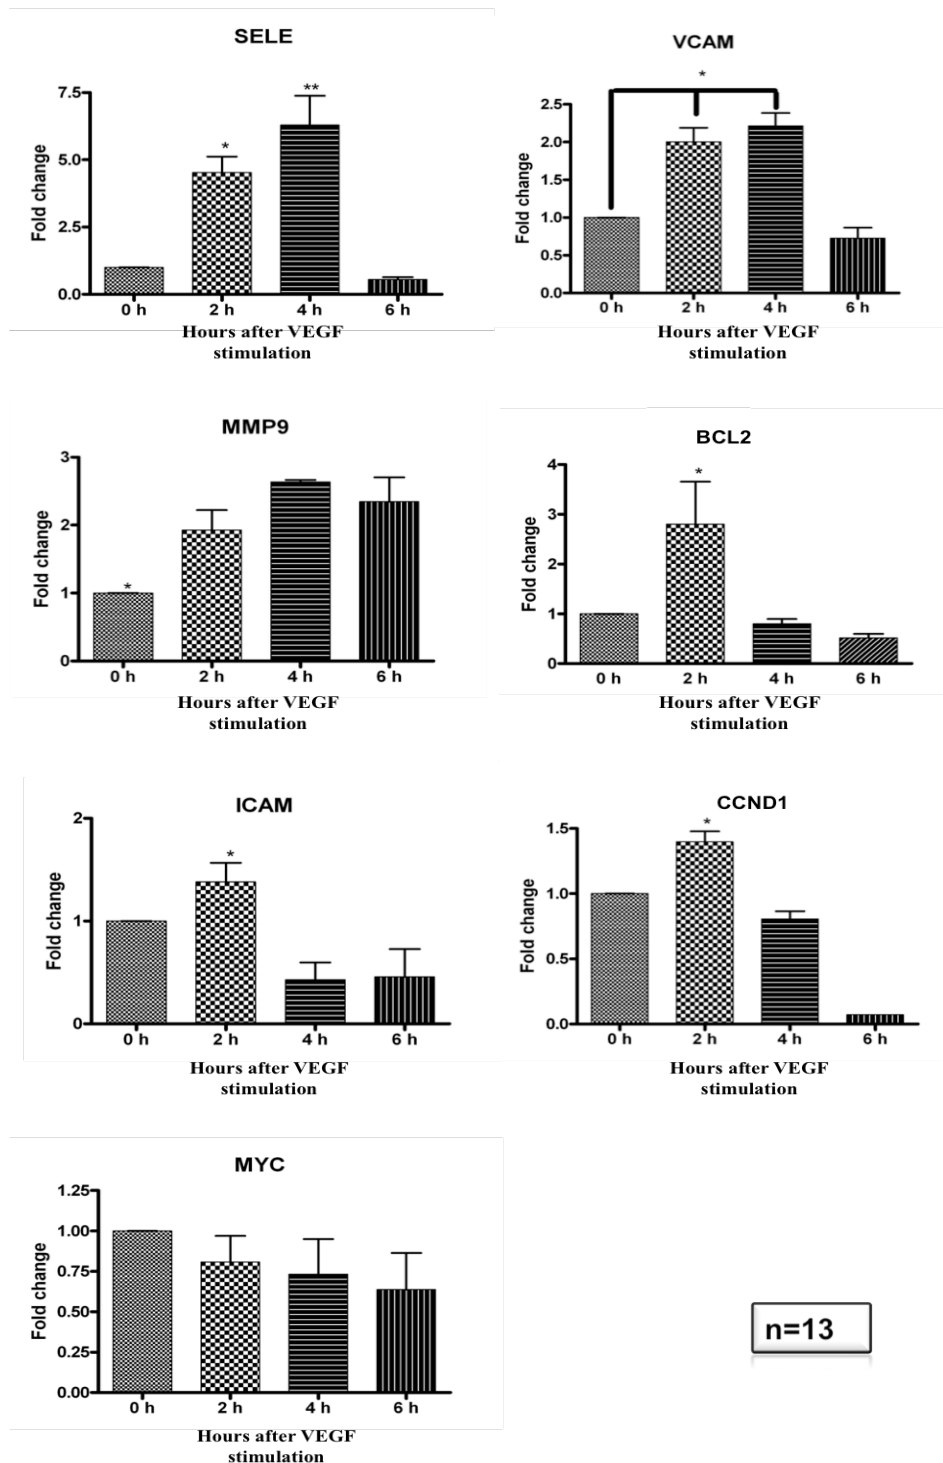 SELE
**
*
7.5
5.0
2.5
0.0
Fold change
0 h 2 h 4 h 6 h
Hours after VEGF
stimulation
VCAM
*
2.5
2.0
1.5
1.0
0.5
0.0
Fold change
0 h 2 h 4 h 6 h
Hours after VEGF
stimulation
MMP9
3
2
1
0
*
Fold change
0 h 2 h 4 h 6 h
Hours after VEGF
stimulation
BCL2
*
4
3
2
1
0
Fold change
0 h 2 h 4 h 6 h
Hours after VEGF
stimulation
ICAM
*
2
1
0
Fold change
0 h 2 h 4 h 6 h
Hours after VEGF
stimulation
CCND1
*
1.5
1.0
0.5
0.0
Fold change
0 h 2 h 4 h 6 h
Hours after VEGF
stimulation
MYC
1.25
1.00
0.75
0.50
0.25
0.00
Fold change
0 h 2 h 4 h 6 h
Hours after VEGF
stimulation
n=13